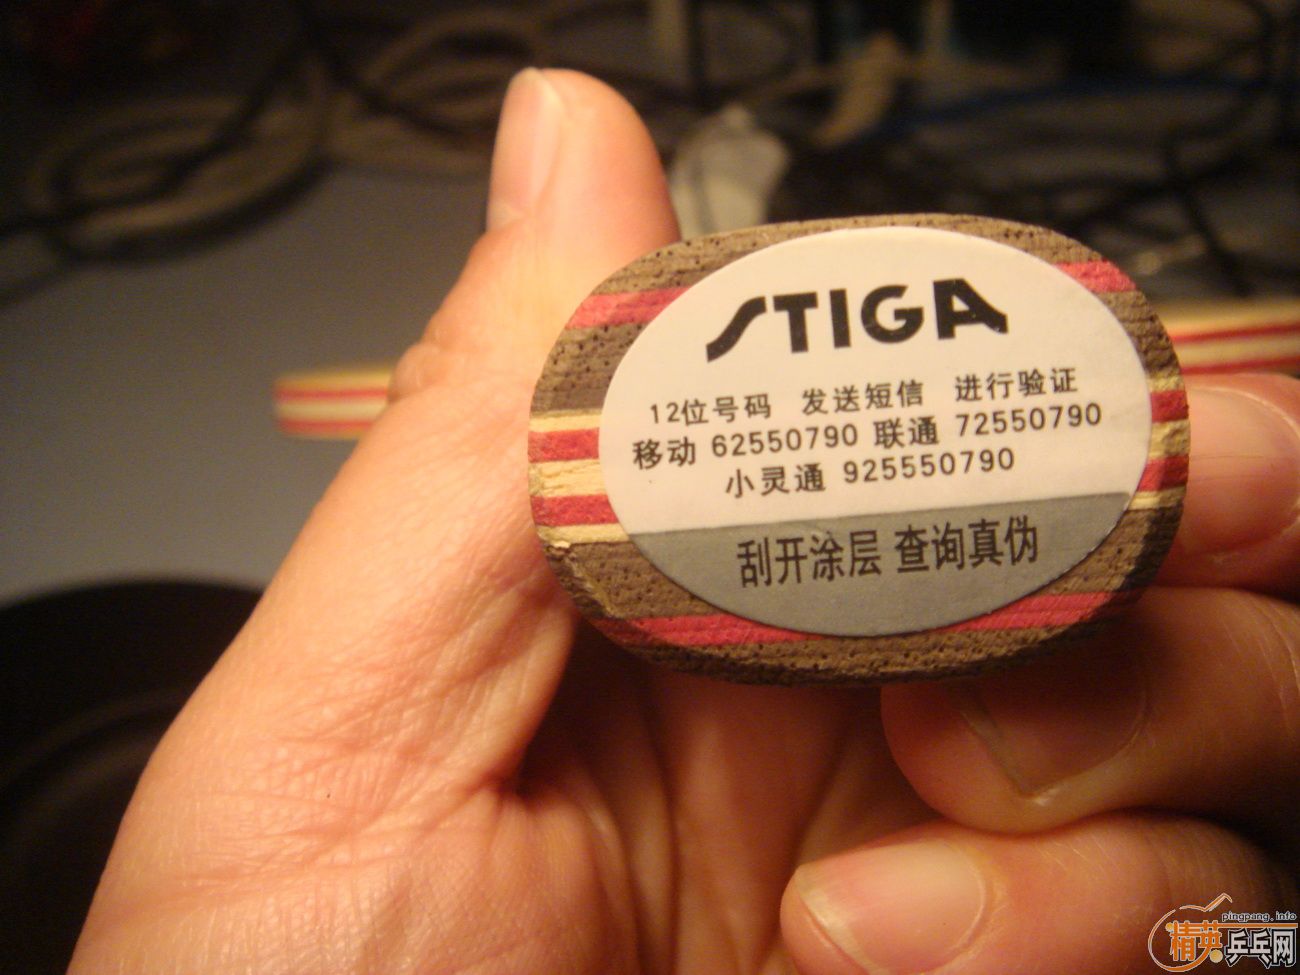 STIGA
12位号码 发送短信 进行验证
移动 62550790 联通 72550790
小灵通 925550790
刮开涂层 查询真伪
pingpang.info
精英乒乓网